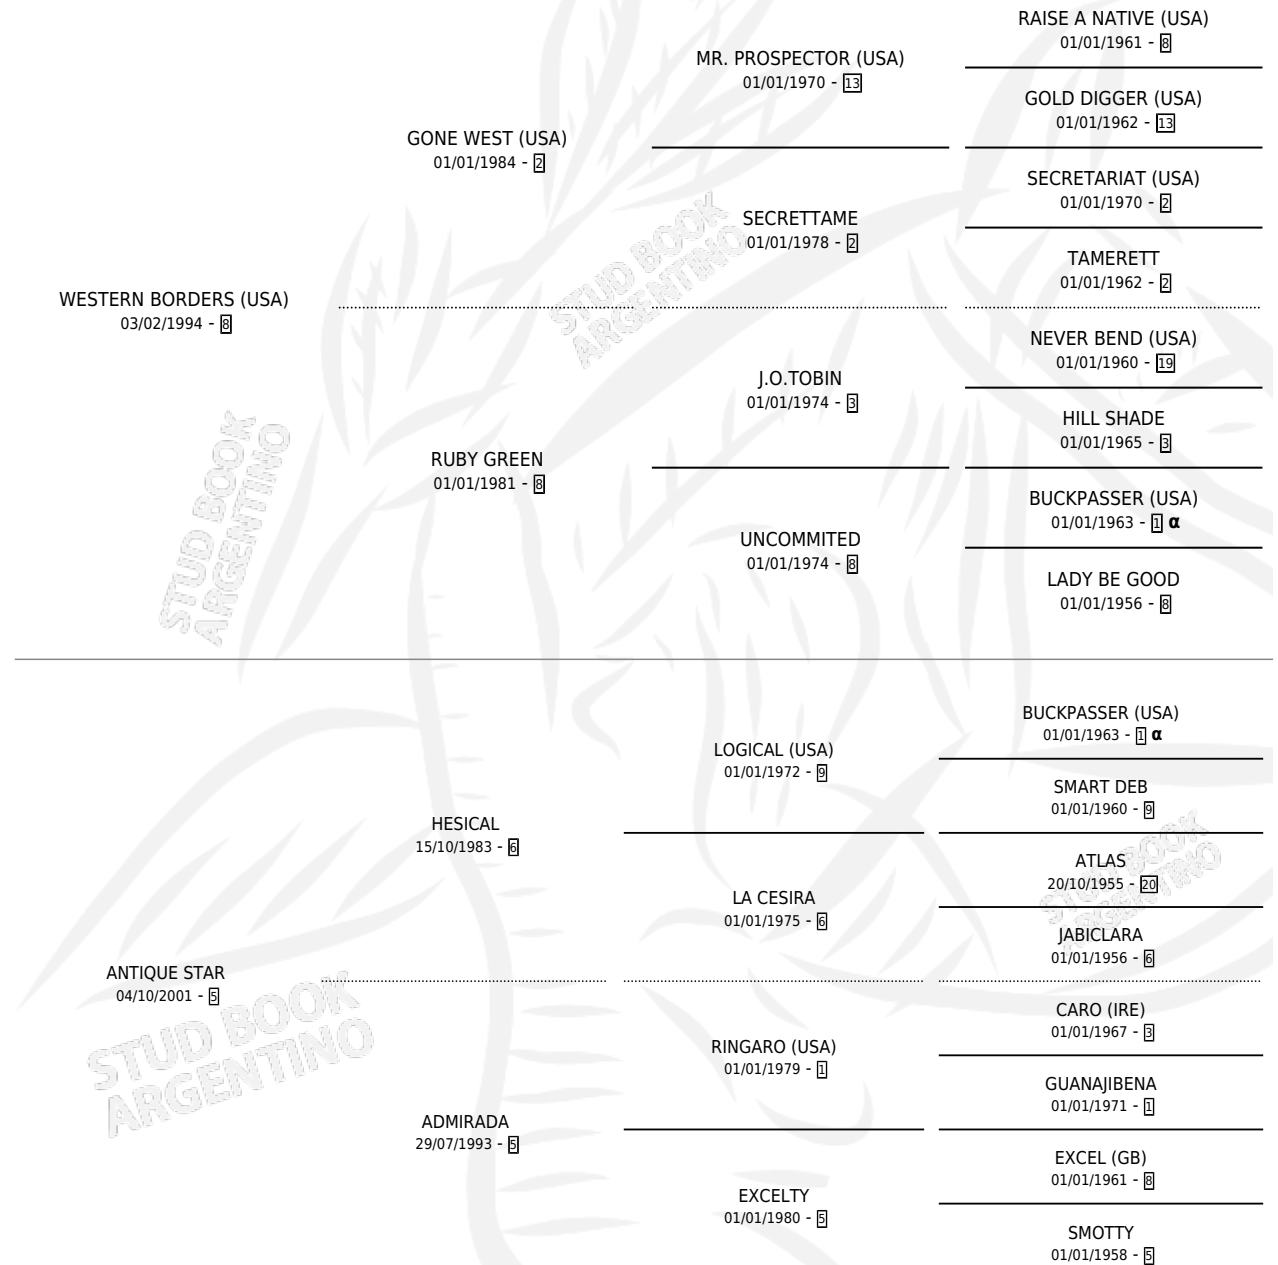 RAISE A NATIVE (USA)
01/01/1961 - 8
MR. PROSPECTOR (USA)
01/01/1970 - 13
GOLD DIGGER (USA)
01/01/1962 - 13
GONE WEST (USA)
01/01/1984 - 2
SECRETARIAT (USA)
01/01/1970 - 2
SECRETTAME
01/01/1978 - 2
TAMERETT
01/01/1962 - 2
WESTERN BORDERS (USA)
03/02/1994 - 8
NEVER BEND (USA)
01/01/1960 - 19
J.O.TOBIN
01/01/1974 - 3
HILL SHADE
01/01/1965 - 3
RUBY GREEN
01/01/1981 - 8
BUCKPASSER (USA)
01/01/1963 - 1 α
UNCOMMITED
01/01/1974 - 8
LADY BE GOOD
01/01/1956 - 8
BUCKPASSER (USA)
01/01/1963 - 1 α
LOGICAL (USA)
01/01/1972 - 9
SMART DEB
01/01/1960 - 9
HESICAL
15/10/1983 - 6
ATLAS
20/10/1955 - 20
LA CESIRA
01/01/1975 - 6
JABICLARA
01/01/1956 - 6
ANTIQUE STAR
04/10/2001 - 5
CARO (IRE)
01/01/1967 - 3
RINGARO (USA)
01/01/1979 - 1
GUANAJIBENA
01/01/1971 - 1
ADMIRADA
29/07/1993 - 5
EXCEL (GB)
01/01/1961 - 8
EXCELTY
01/01/1980 - 5
SMOTTY
01/01/1958 - 5
STUD BOOK
ARGENTINO
STUD BOOK
ARGENTINO
STUD BOOK
ARGENTINO
STUD BOOK
ARGENTINO